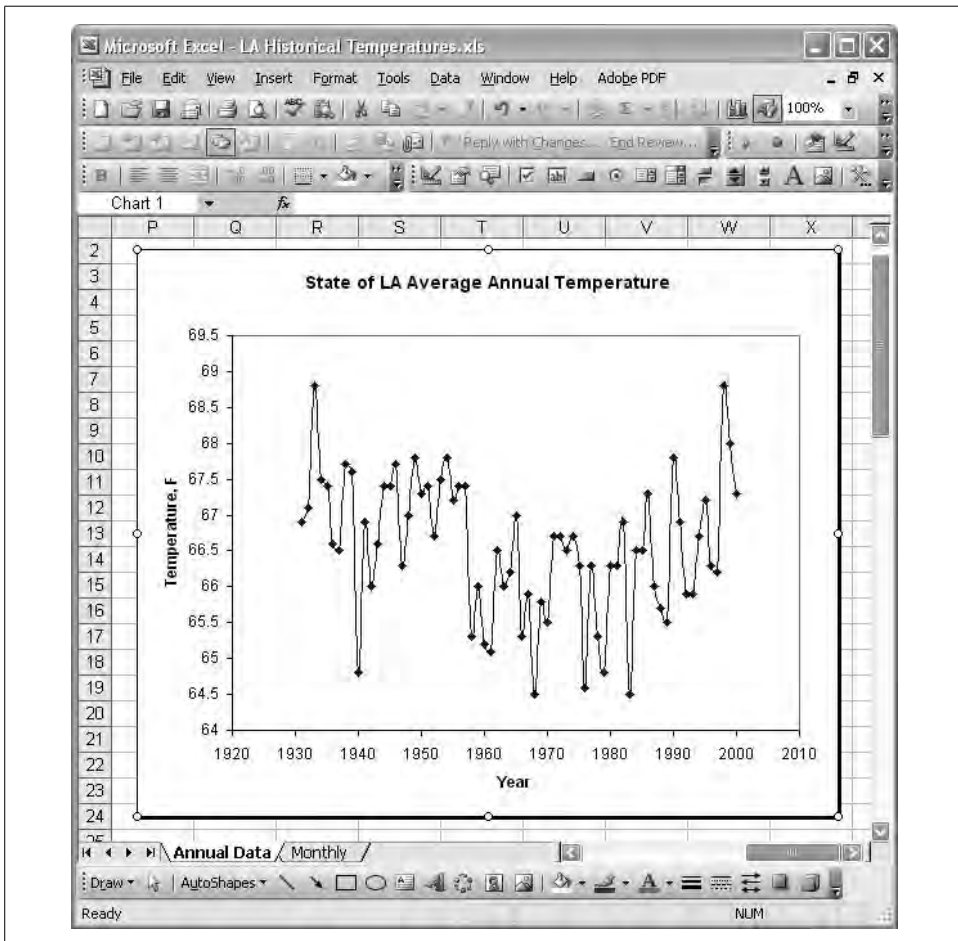 Microsoft Excel - LA Historical Temperatures.xls
File Edit View Insert Format Tools Data Window Help Adobe PDF
100%
Reply with Changes... End Review...
B A
Chart 1 fx
P Q R S T U V W X
2
3
4
5
6
7
8
9
10
11
12
13
14
15
16
17
18
19
20
21
22
23
24
25
State of LA Average Annual Temperature
69.5
69
68.5
68
67.5
67
66.5
66
65.5
65
64.5
64
Temperature, F
1920 1930 1940 1950 1960 1970 1980 1990 2000 2010
Year
Annual Data Monthly
Draw AutoShapes A
Ready NUM